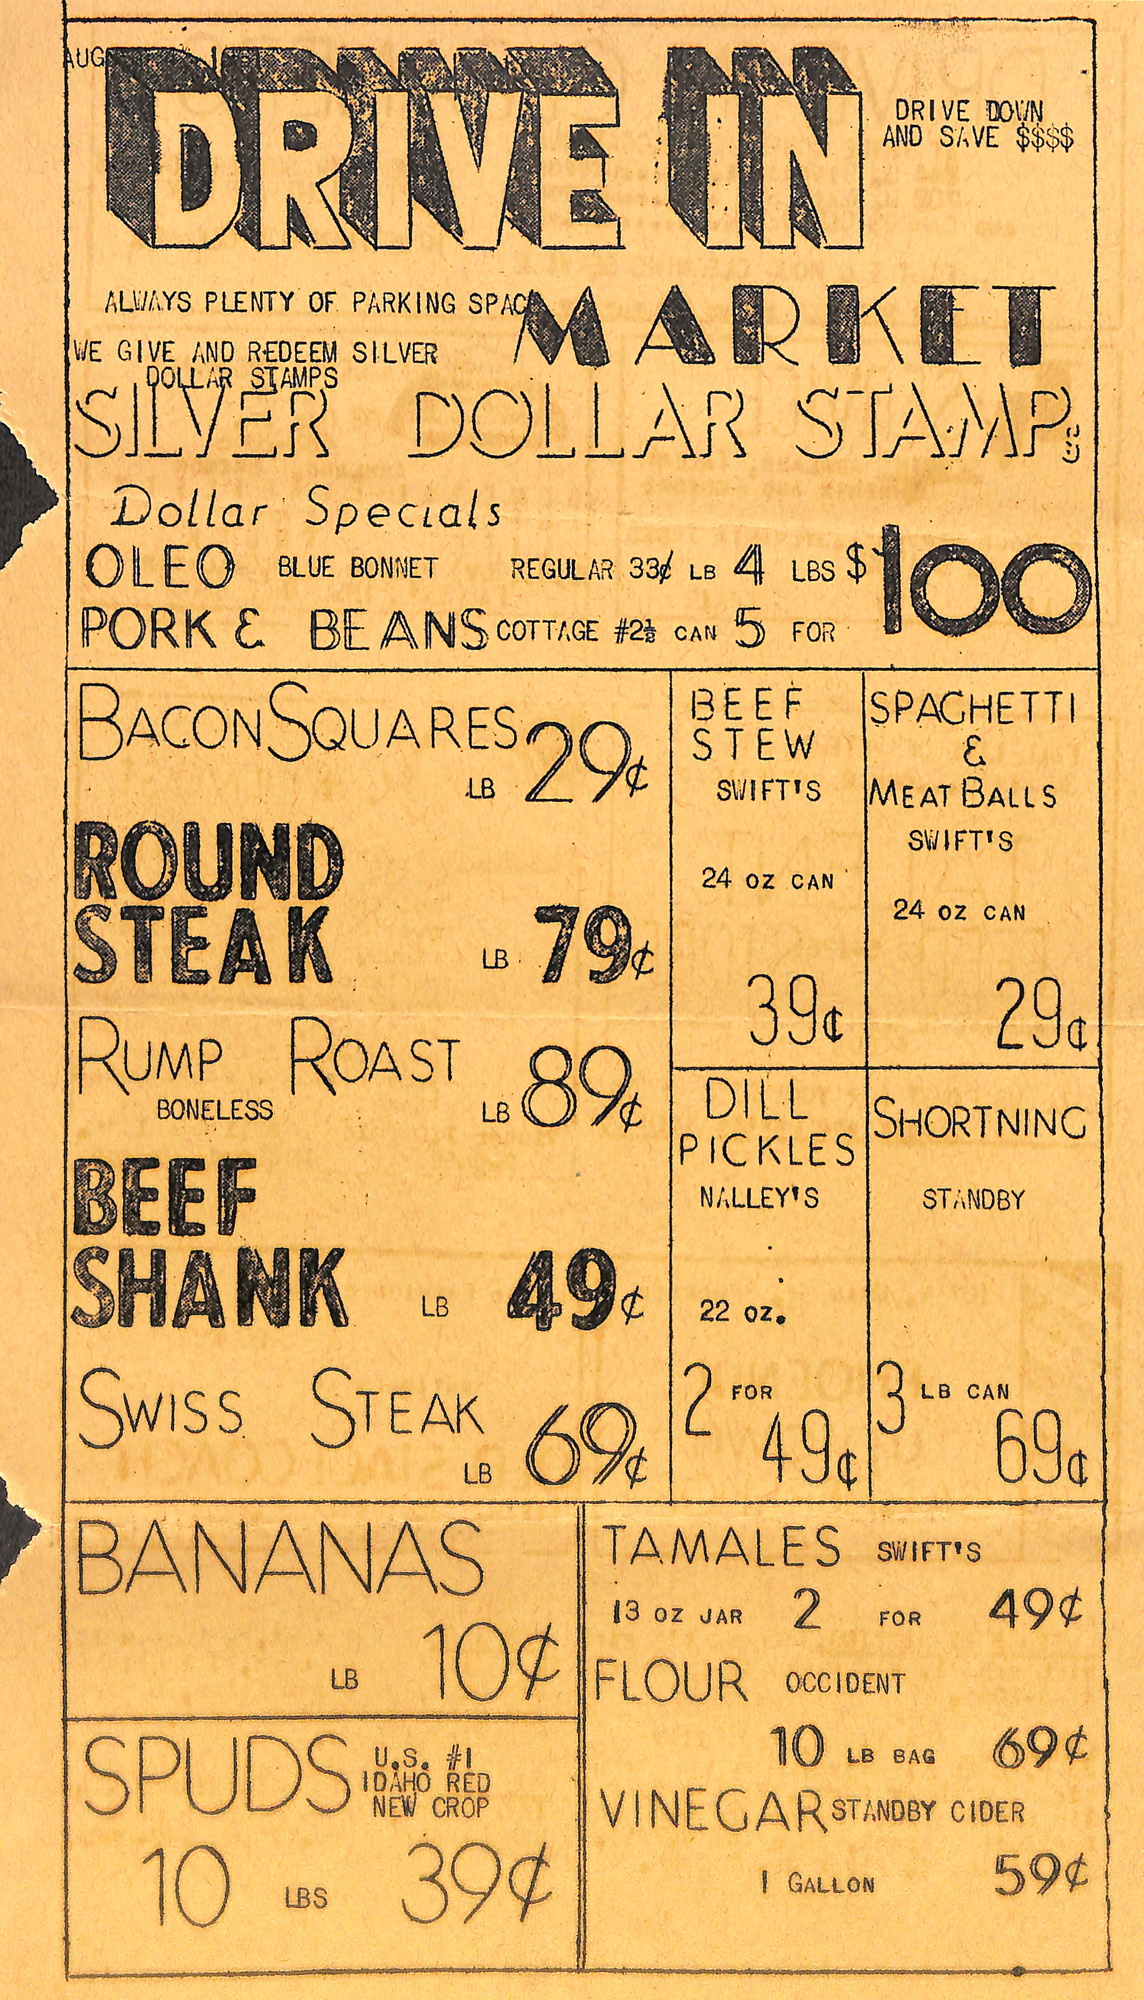 AUG
DRIVE IN
DRIVE DOWN
AND SAVE $$$$
ALWAYS PLENTY OF PARKING SPAC
MARKET
WE GIVE AND REDEEM SILVER
DOLLAR STAMPS
SILVER DOLLAR STAMPS
Dollar Specials
OLEO BLUE BONNET REGULAR 33¢ LB 4 LBS $100
PORK & BEANS COTTAGE #2½ CAN 5 FOR
BACON SQUARES
LB 29¢
ROUND
STEAK LB 79¢
RUMP ROAST
BONELESS LB 89¢
BEEF
SHANK LB 49¢
SWISS STEAK
LB 69¢
BEEF
STEW
SWIFT'S
24 OZ CAN
39¢
SPAGHETTI
&
MEAT BALLS
SWIFT'S
24 OZ CAN
29¢
DILL
PICKLES
NALLEY'S
22 OZ.
2 FOR
49¢
SHORTNING
STANDBY
3 LB CAN
69¢
BANANAS
LB 10¢
SPUDS U.S. #1
IDAHO RED
NEW CROP
10 LBS 39¢
TAMALES SWIFT'S
13 OZ JAR 2 FOR 49¢
FLOUR OCCIDENT
10 LB BAG 69¢
VINEGAR STANDBY CIDER
1 GALLON 59¢